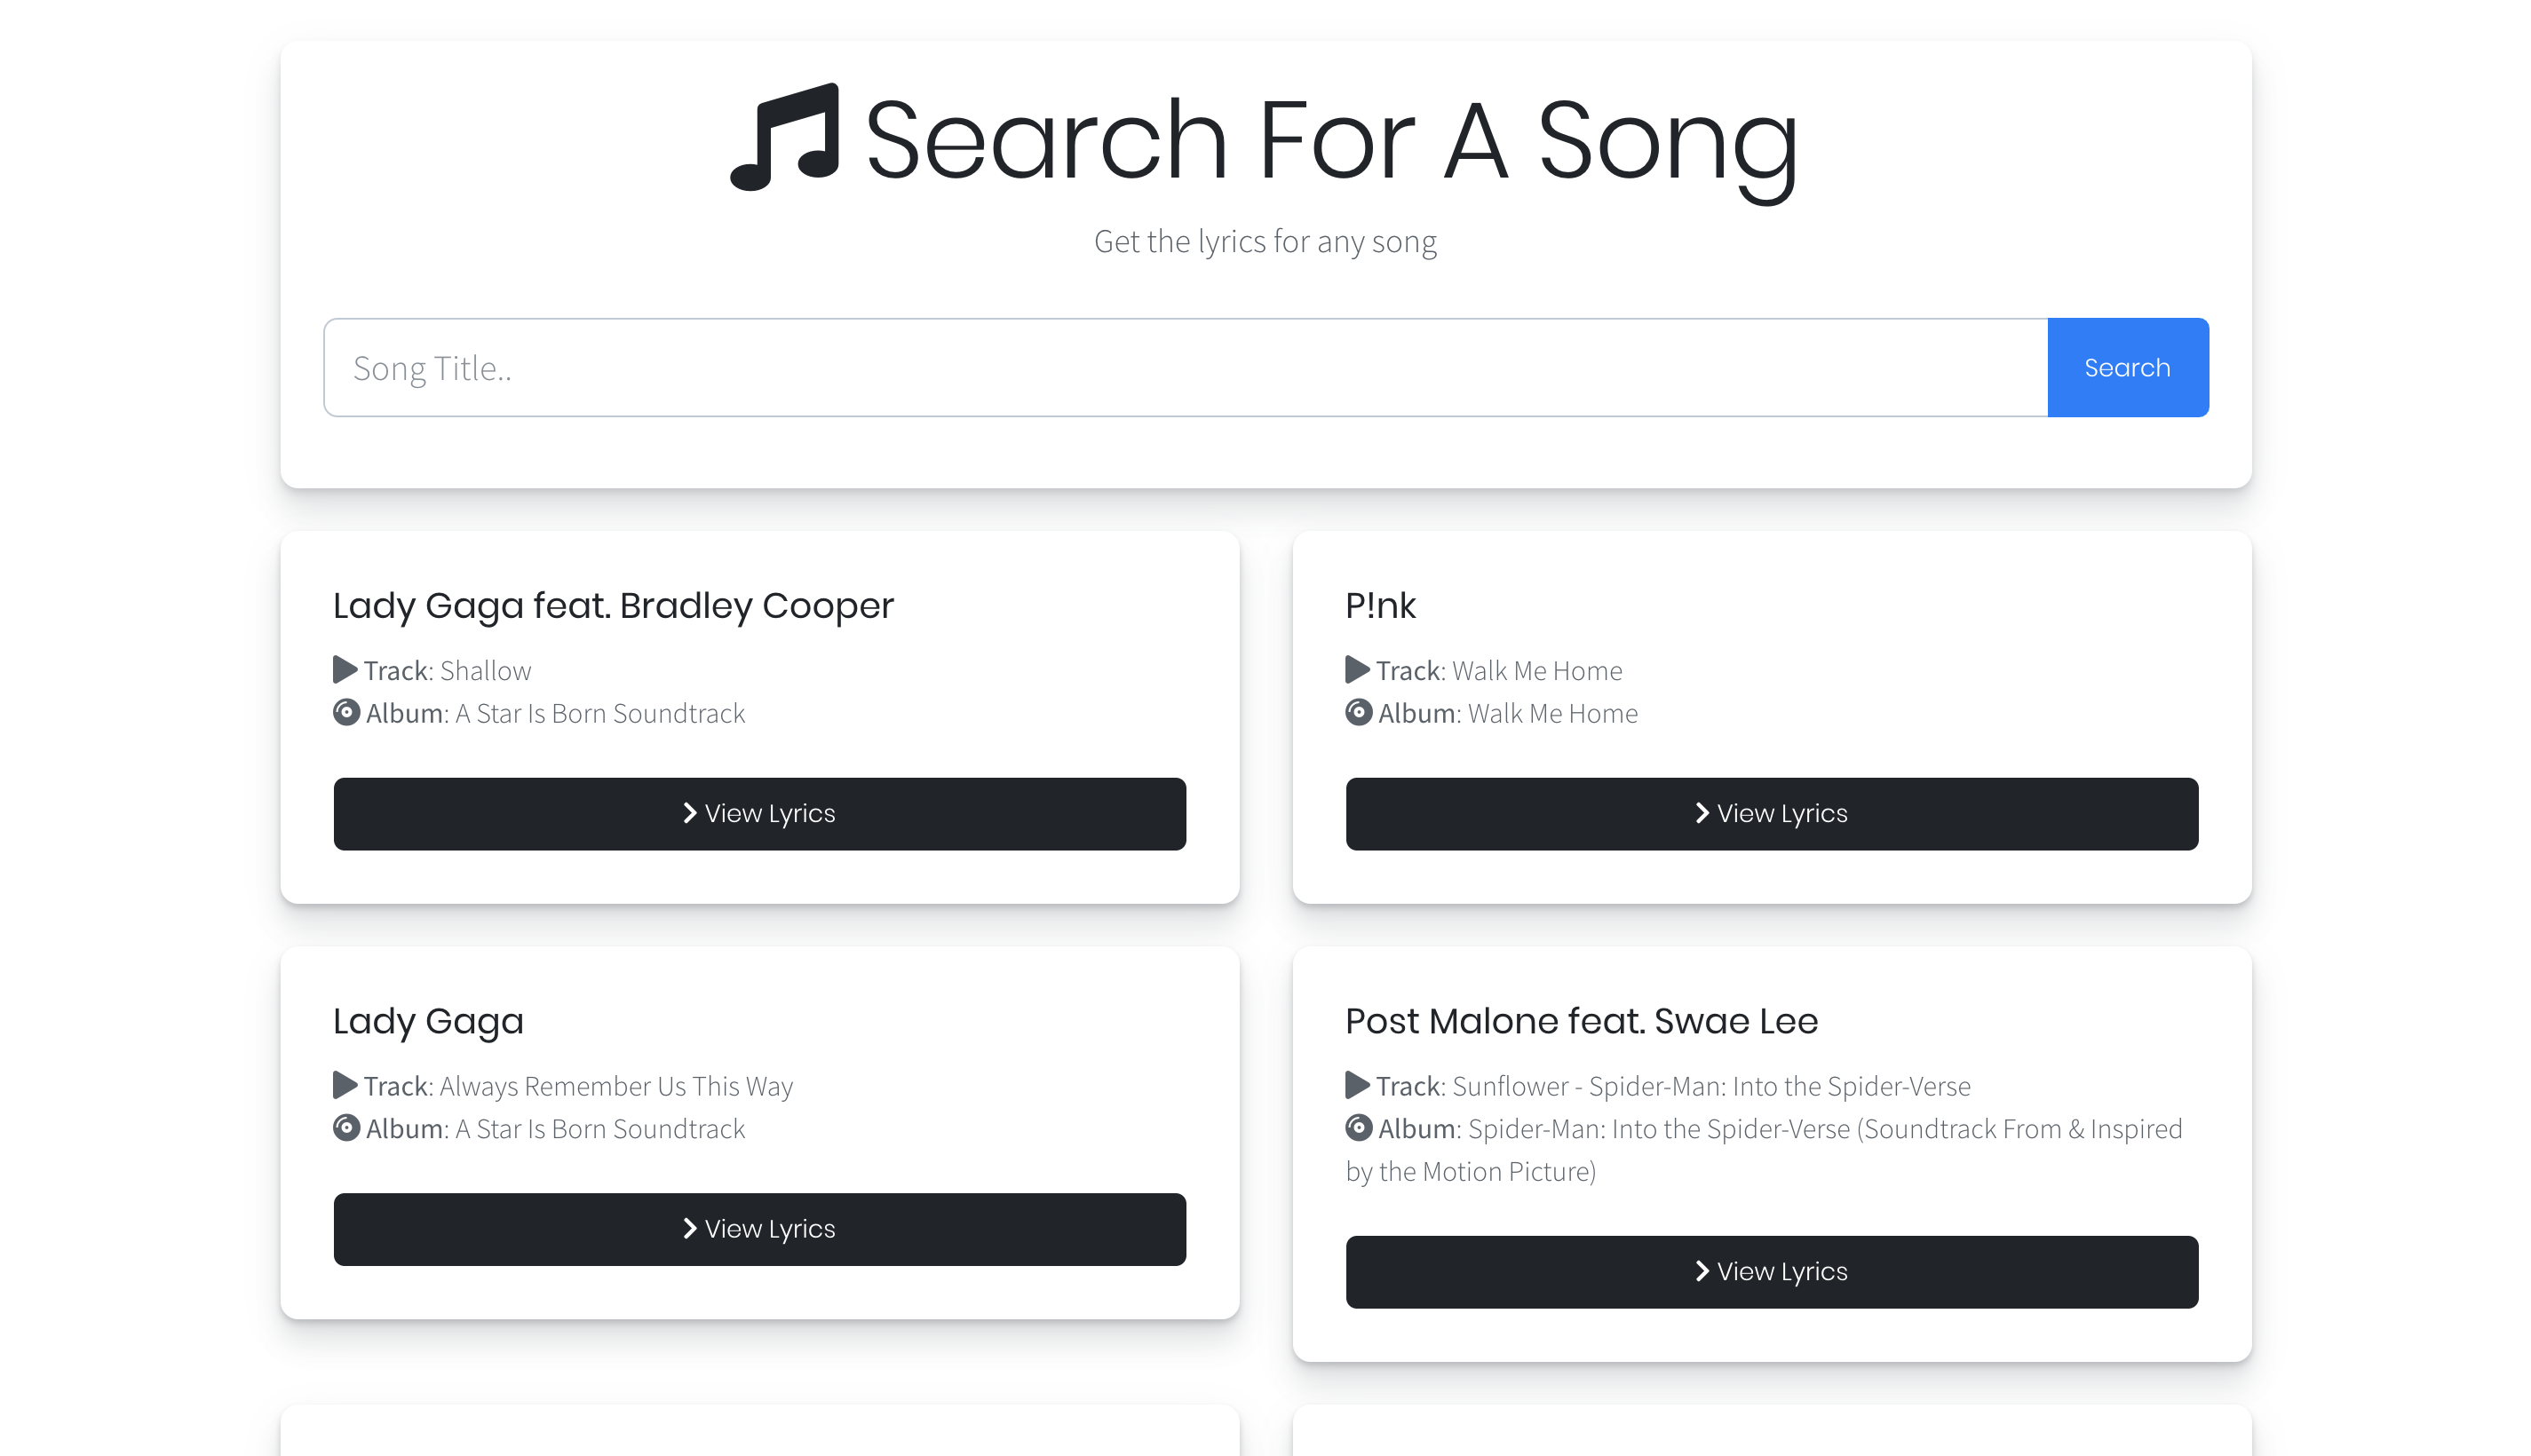 Search For A Song
Get the lyrics for any song
Song Title..
Search
Lady Gaga feat. Bradley Cooper
Track: Shallow
Album: A Star Is Born Soundtrack
View Lyrics
P!nk
Track: Walk Me Home
Album: Walk Me Home
View Lyrics
Lady Gaga
Track: Always Remember Us This Way
Album: A Star Is Born Soundtrack
View Lyrics
Post Malone feat. Swae Lee
Track: Sunflower - Spider-Man: Into the Spider-Verse
Album: Spider-Man: Into the Spider-Verse (Soundtrack From & Inspired
by the Motion Picture)
View Lyrics